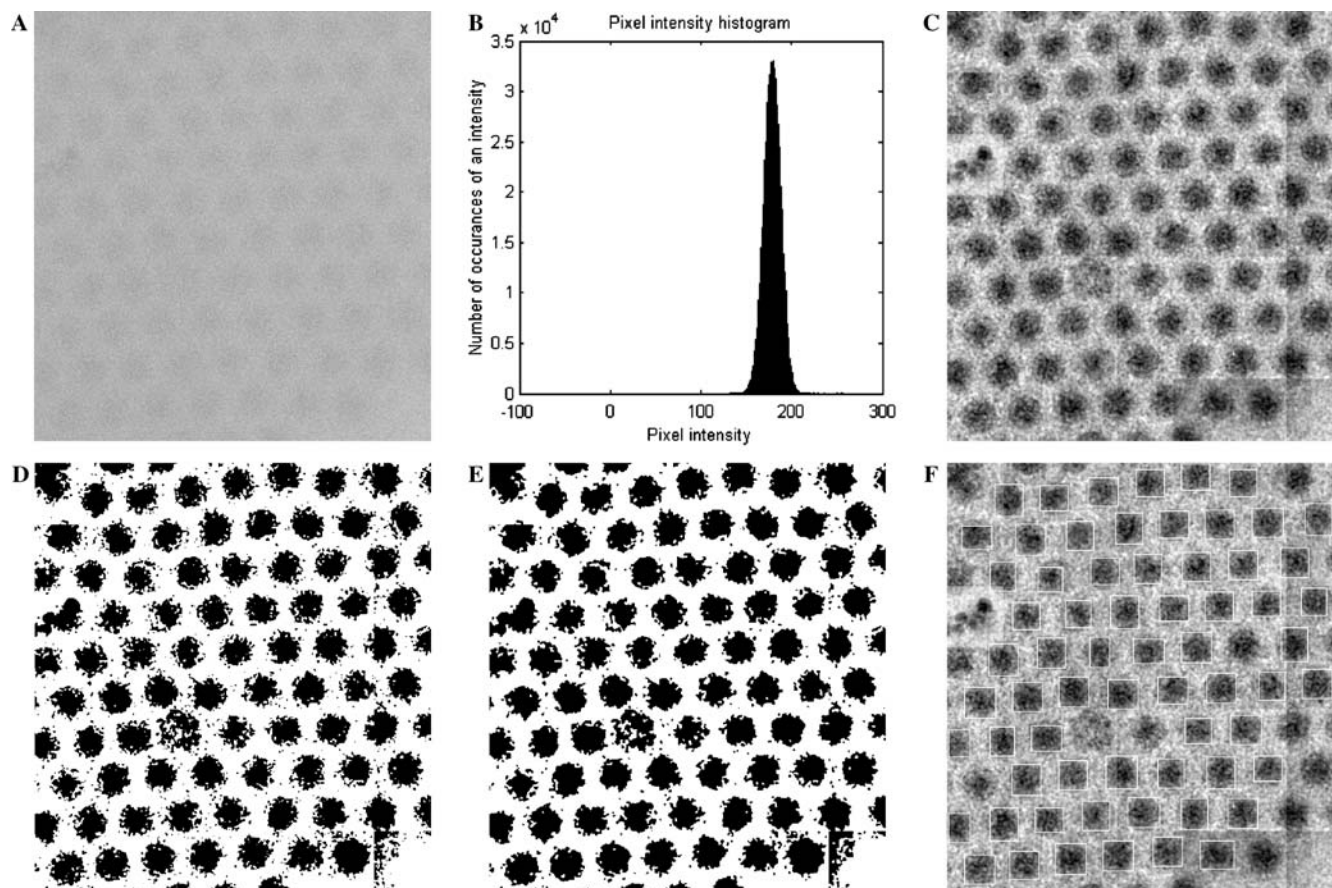 A
B
Pixel intensity histogram
x 10^4
3.5
3
2.5
2
1.5
1
0.5
0
Number of occurances of an intensity
-100 0 100 200 300
Pixel intensity
C
D
E
F